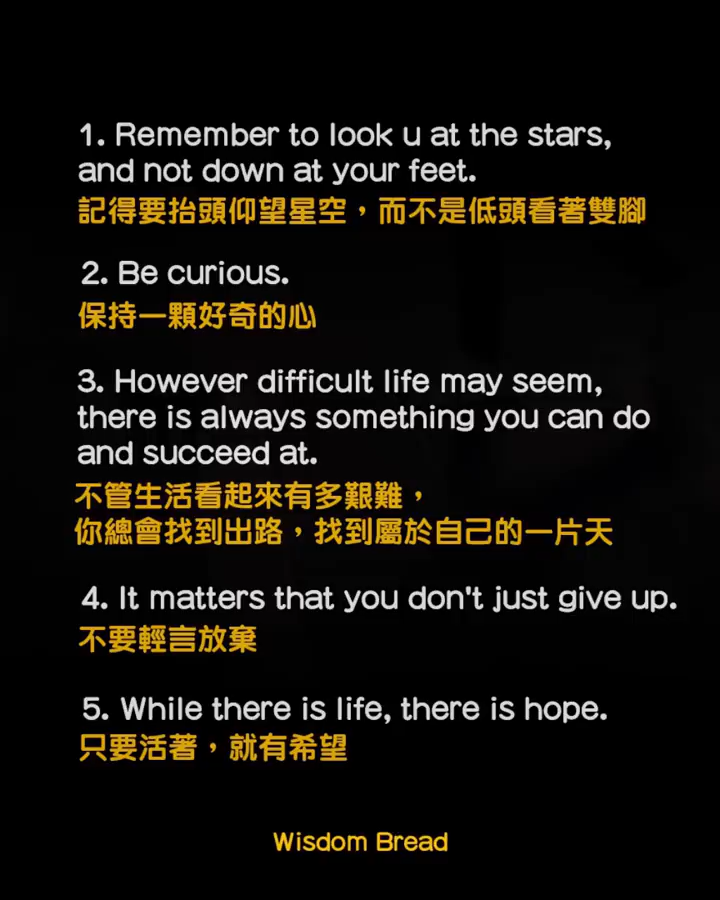 1. Remember to look u at the stars,
and not down at your feet.
記得要抬頭仰望星空，而不是低頭看著雙腳
2. Be curious.
保持一顆好奇的心
3. However difficult life may seem,
there is always something you can do
and succeed at.
不管生活看起來有多艱難，
你總會找到出路，找到屬於自己的一片天
4. It matters that you don't just give up.
不要輕言放棄
5. While there is life, there is hope.
只要活著，就有希望
Wisdom Bread